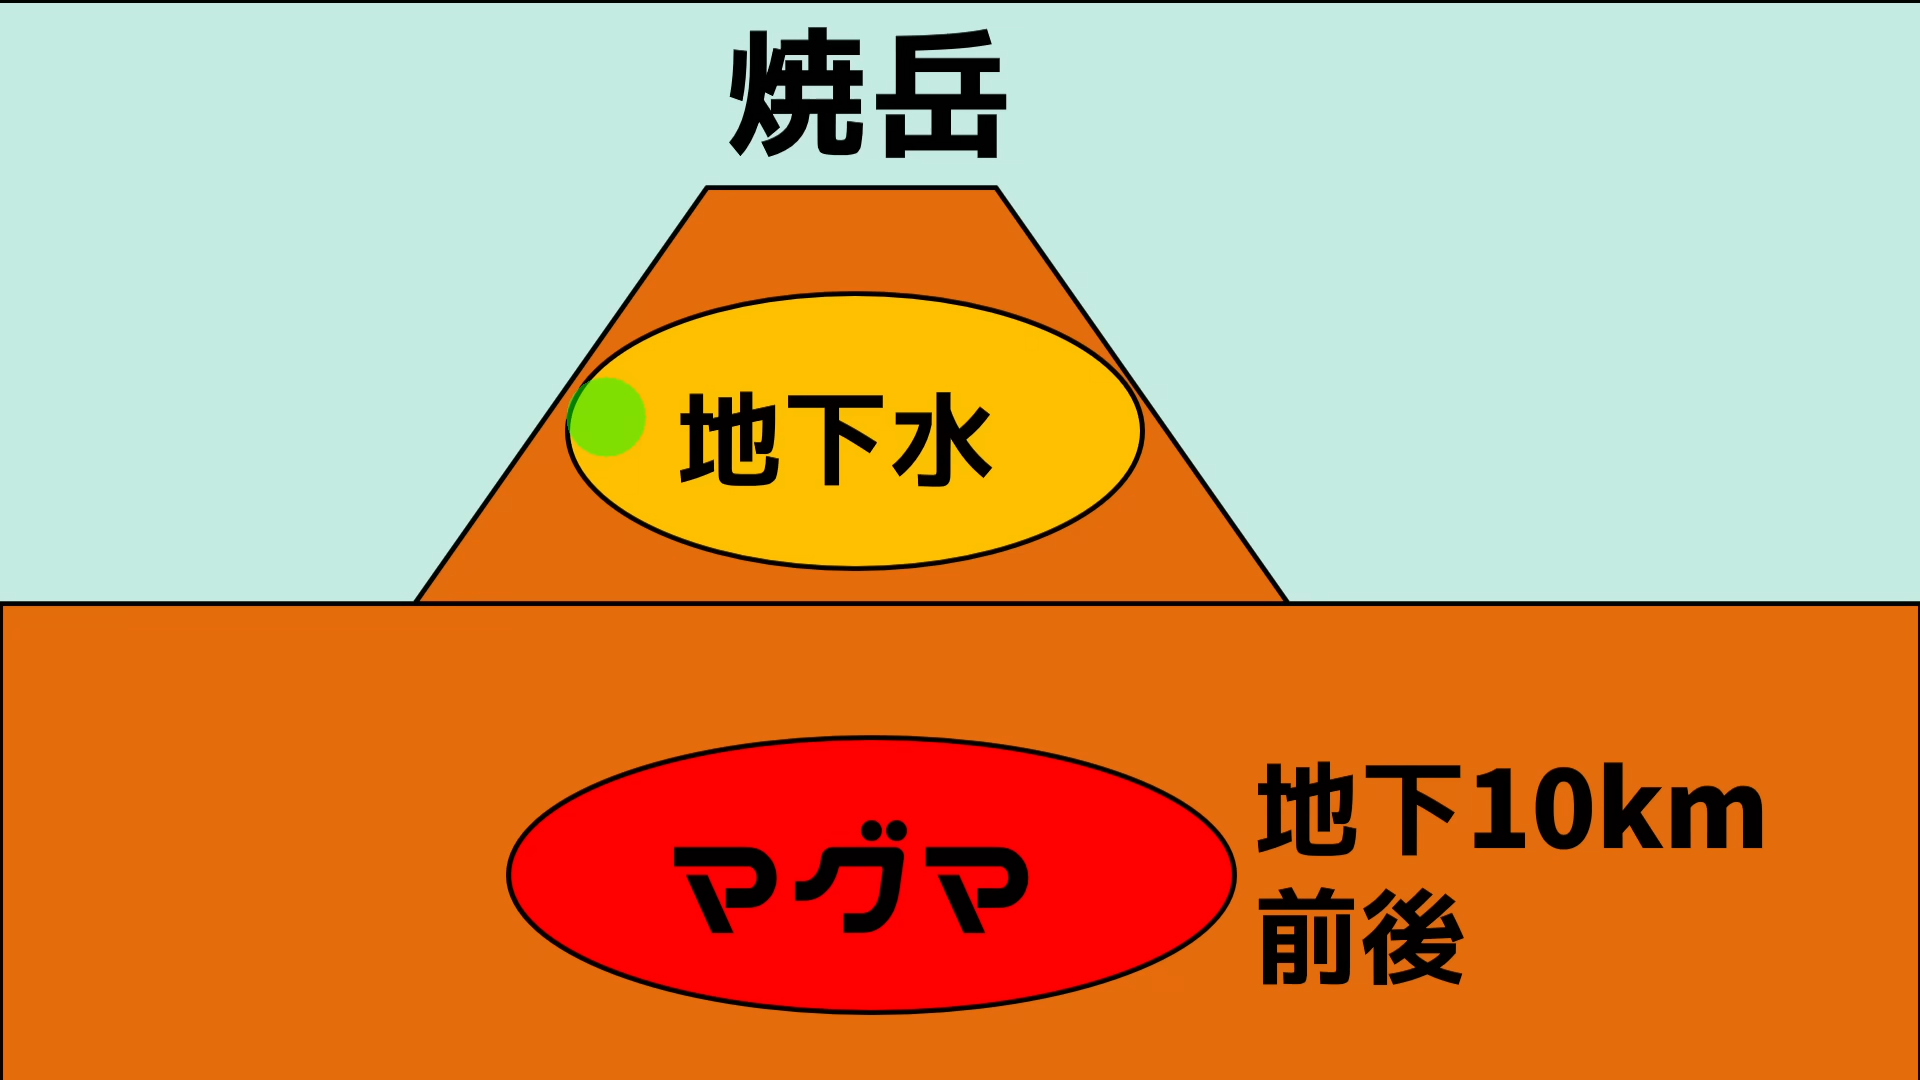 焼岳
地下水
マグマ
地下10km
前後